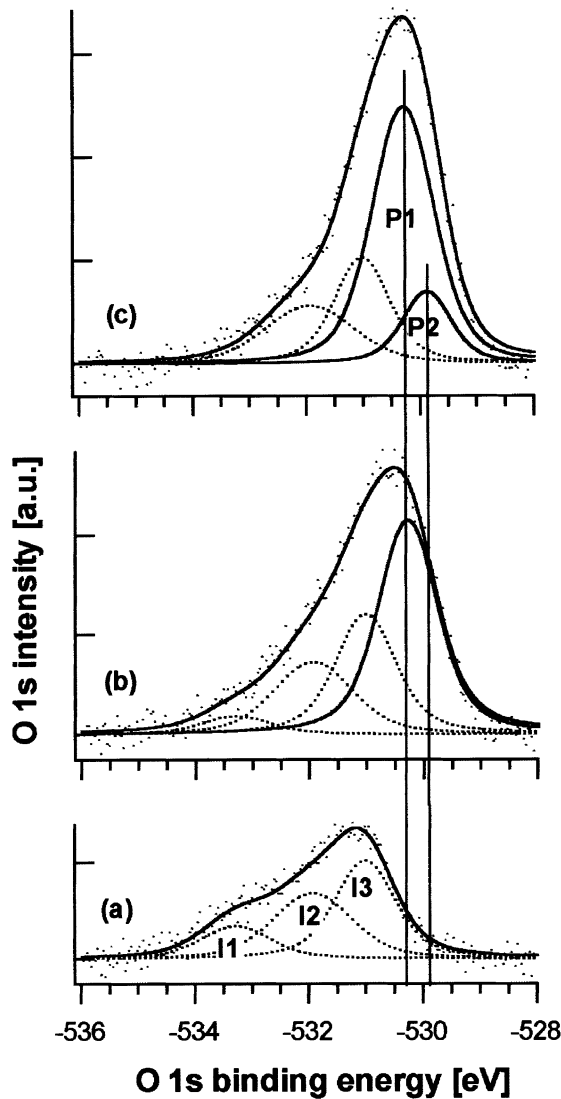 P1
P2
(c)
O 1s intensity [a.u.]
(b)
(a)
I1
I2
I3
-536 -534 -532 -530 -528
O 1s binding energy [eV]